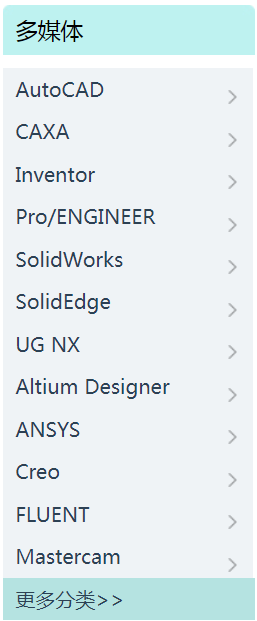 多媒体
AutoCAD
CAXA
Inventor
Pro/ENGINEER
SolidWorks
SolidEdge
UG NX
Altium Designer
ANSYS
Creo
FLUENT
Mastercam
更多分类>>